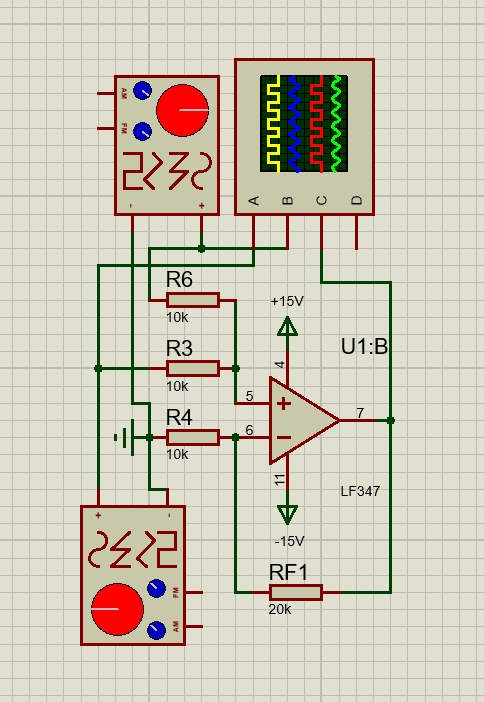 AM
FM
- +
A B C D
R6
10k
+15V
R3
10k
U1:B
4
5
7
R4
6
10k
11
LF347
-15V
+ -
RF1
20k
FM
AM